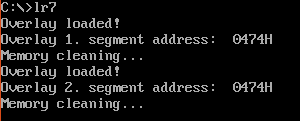 C:\>lr7
Overlay loaded!
Overlay 1. segment address:  0474H
Memory cleaning...
Overlay loaded!
Overlay 2. segment address:  0474H
Memory cleaning...